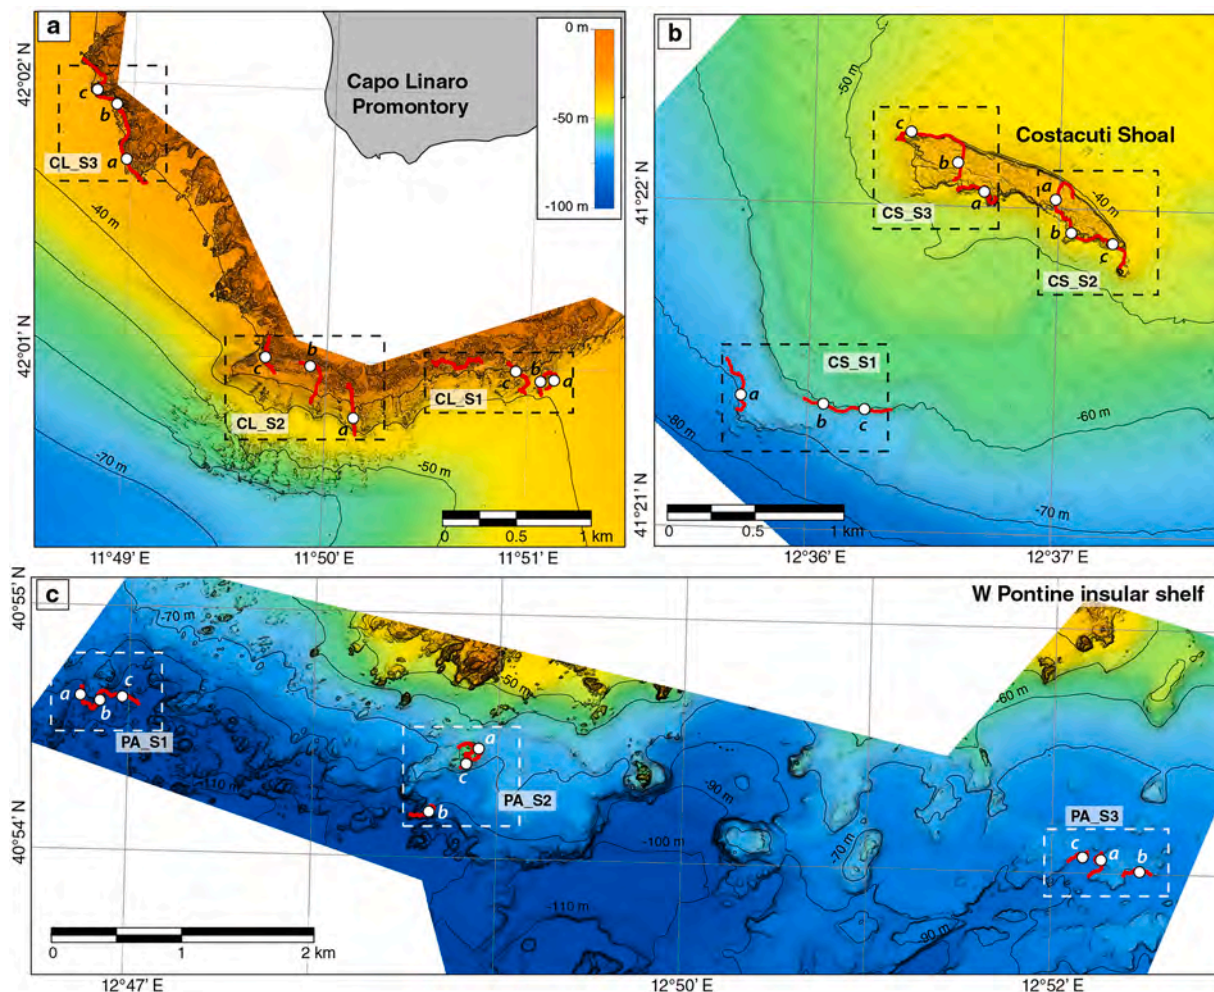 a
Capo Linaro
Promontory
0 m
-50 m
-100 m
42°02' N
42°01' N
c
b
a
CL_S3
-40 m
b
c
CL_S2
a
c
b
a
CL_S1
-50 m
-70 m
0 0.5 1 km
11°49' E 11°50' E 11°51' E
b
-50 m
Costacuti Shoal
41°22' N
41°21' N
c
b
a
CS_S3
a
-40 m
b
c
CS_S2
CS_S1
a
b
c
-60 m
-80 m
-70 m
0 0.5 1 km
12°36' E 12°37' E
c
W Pontine insular shelf
40°55' N
40°54' N
-70 m
-50 m
-60 m
a
b
c
PA_S1
-110 m
a
c
b
PA_S2
-90 m
-100 m
-70 m
-110 m
-90 m
PA_S3
c
a
b
0 1 2 km
12°47' E 12°50' E 12°52' E